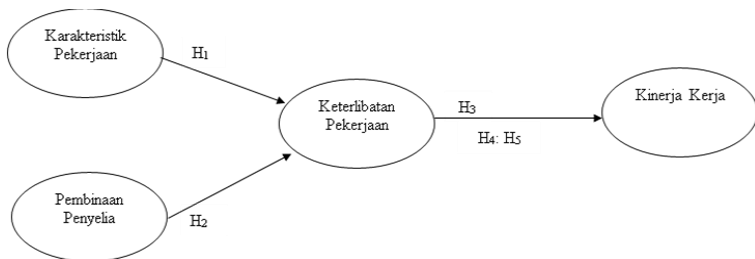 Karakteristik
Pekerjaan
H1
Keterlibatan
Pekerjaan
H3
H4: H5
Kinerja Kerja
Pembinaan
Penyelia
H2